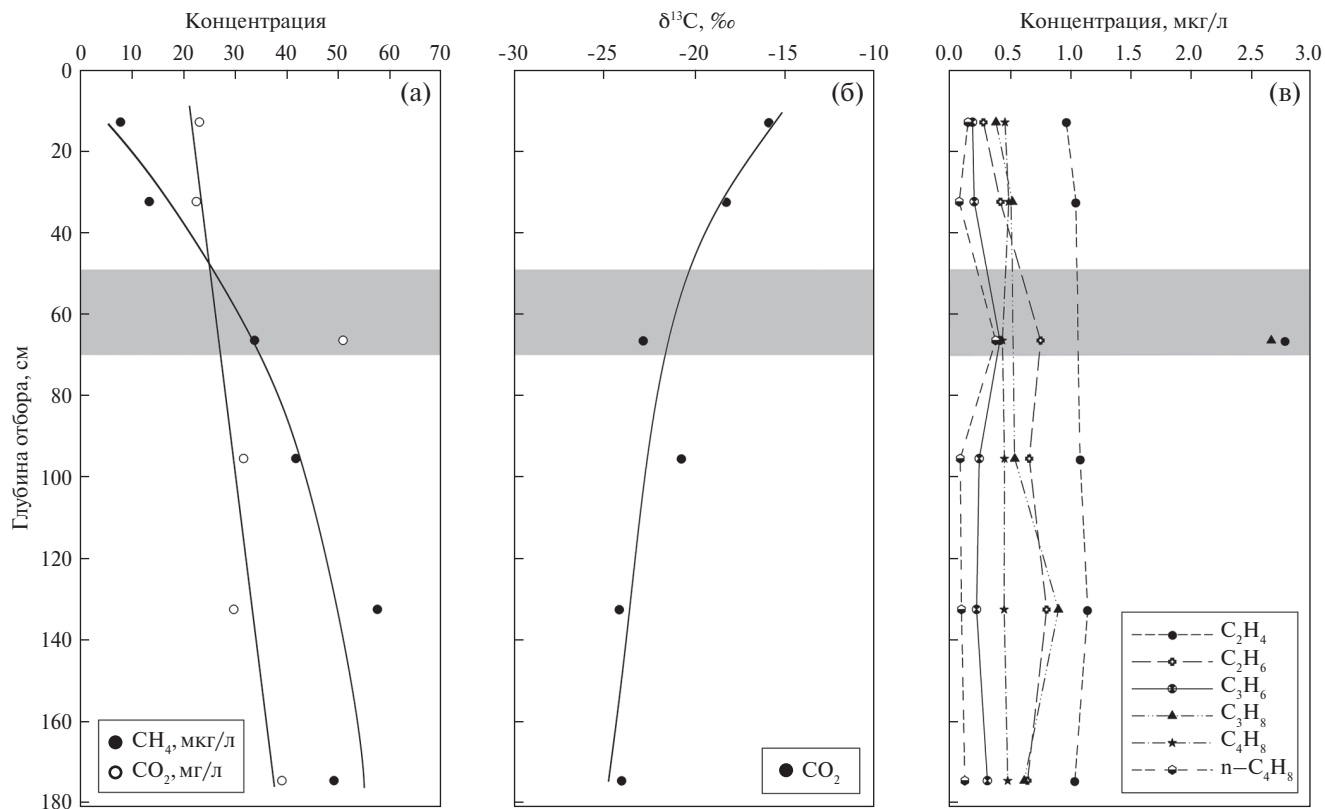 Концентрация
0 10 20 30 40 50 60 70
(а)
Глубина отбора, см
0
20
40
60
80
100
120
140
160
180
CH₄, мкг/л
CO₂, мг/л
δ¹³C, ‰
-30 -25 -20 -15 -10
(б)
CO₂
Концентрация, мкг/л
0.0 0.5 1.0 1.5 2.0 2.5 3.0
(в)
C₂H₄
C₂H₆
C₃H₆
C₃H₈
C₄H₈
n−C₄H₈